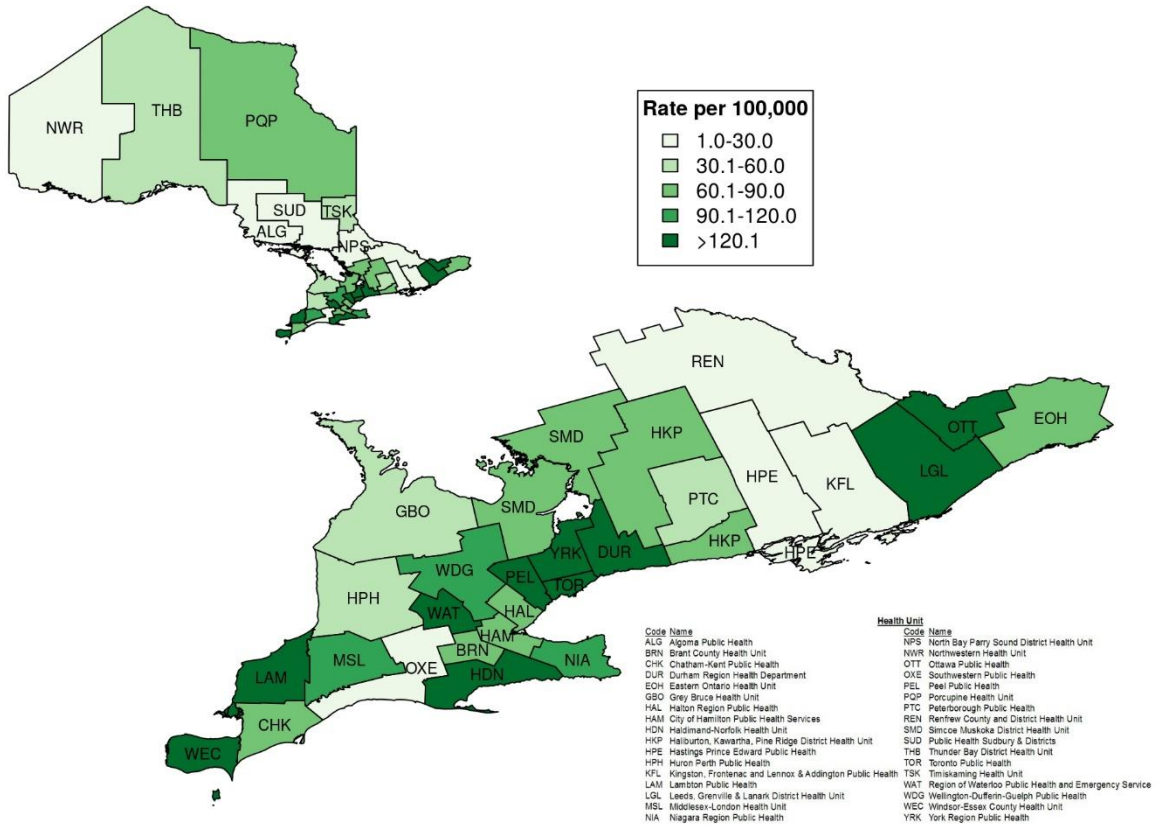 Rate per 100,000
1.0-30.0
30.1-60.0
60.1-90.0
90.1-120.0
>120.1
NWR
THB
PQP
SUD
TSK
ALG
NPS
REN
SMD
HKP
OTT
EOH
LGL
HPE
KFL
PTC
GBO
SMD
HKP
HPE
YRK
DUR
WDG
PEL
TOR
HPH
WAT
HAL
HAM
BRN
MSL
OXE
NIA
LAM
HDN
CHK
WEC
Health Unit
Code Name
ALG Algoma Public Health
BRN Brant County Health Unit
CHK Chatham-Kent Public Health
DUR Durham Region Health Department
EOH Eastern Ontario Health Unit
GBO Grey Bruce Health Unit
HAL Halton Region Public Health
HAM City of Hamilton Public Health Services
HDN Haldimand-Norfolk Health Unit
HKP Haliburton, Kawartha, Pine Ridge District Health Unit
HPE Hastings Prince Edward Public Health
HPH Huron Perth Public Health
KFL Kingston, Frontenac and Lennox & Addington Public Health
LAM Lambton Public Health
LGL Leeds, Grenville & Lanark District Health Unit
MSL Middlesex-London Health Unit
NIA Niagara Region Public Health
Code Name
NPS North Bay Parry Sound District Health Unit
NWR Northwestern Health Unit
OTT Ottawa Public Health
OXE Southwestern Public Health
PEL Peel Public Health
PQP Porcupine Health Unit
PTC Peterborough Public Health
REN Renfrew County and District Health Unit
SMD Simcoe Muskoka District Health Unit
SUD Public Health Sudbury & Districts
THB Thunder Bay District Health Unit
TOR Toronto Public Health
TSK Timiskaming Health Unit
WAT Region of Waterloo Public Health and Emergency Service
WDG Wellington-Dufferin-Guelph Public Health
WEC Windsor-Essex County Health Unit
YRK York Region Public Health